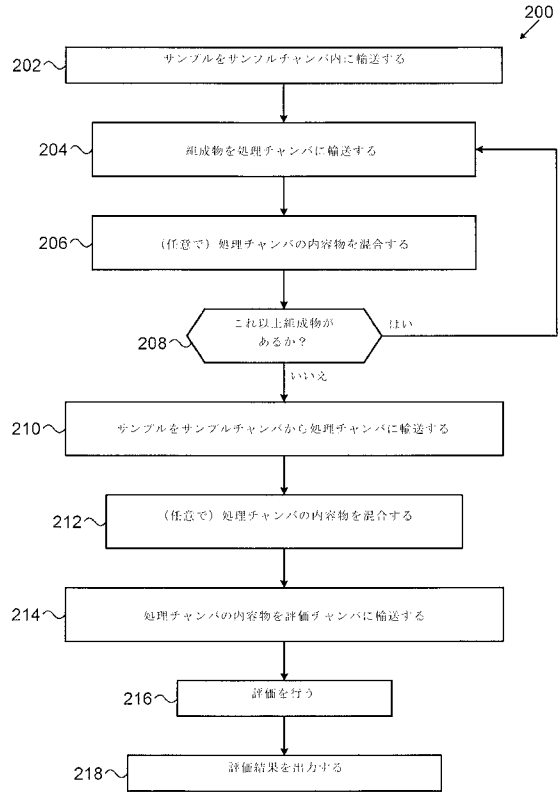 200
202
サンプルをサンプルチャンバ内に輸送する
204
組成物を処理チャンバに輸送する
206
(任意で) 処理チャンバの内容物を混合する
208
これ以上組成物が
あるか?
はい
いいえ
210
サンプルをサンプルチャンバから処理チャンバに輸送する
212
(任意で) 処理チャンバの内容物を混合する
214
処理チャンバの内容物を評価チャンバに輸送する
216
評価を行う
218
評価結果を出力する